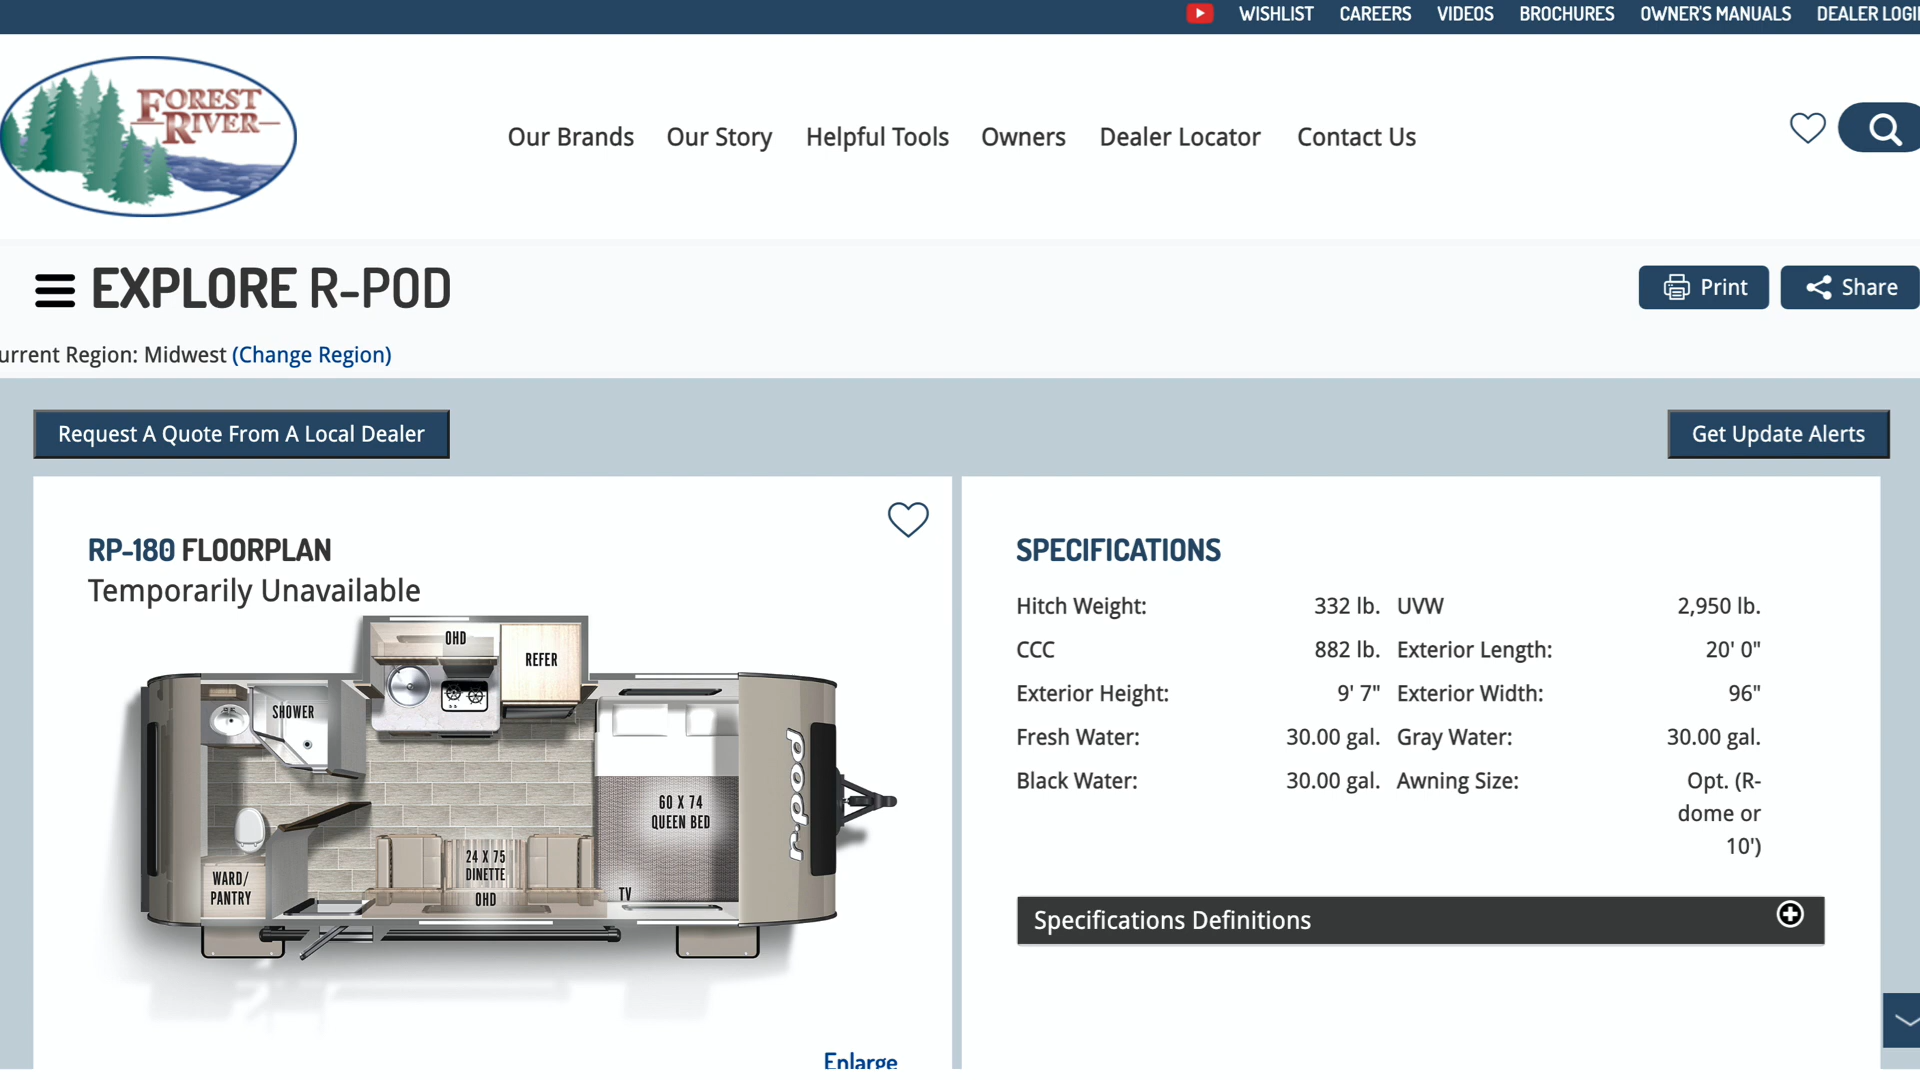 WISHLIST CAREERS VIDEOS BROCHURES OWNER'S MANUALS DEALER LOGI
FOREST
RIVER
Our Brands Our Story Helpful Tools Owners Dealer Locator Contact Us
EXPLORE R-POD
Print Share
urrent Region: Midwest (Change Region)
Request A Quote From A Local Dealer
Get Update Alerts
RP-180 FLOORPLAN
Temporarily Unavailable
OHD
REFER
SHOWER
60 X 74
QUEEN BED
24 X 75
DINETTE
OHD
WARD/
PANTRY
TV
r·pod
SPECIFICATIONS
Hitch Weight: 332 lb. UVW 2,950 lb.
CCC 882 lb. Exterior Length: 20' 0"
Exterior Height: 9' 7" Exterior Width: 96"
Fresh Water: 30.00 gal. Gray Water: 30.00 gal.
Black Water: 30.00 gal. Awning Size: Opt. (R-
dome or
10')
Specifications Definitions
Enlarge